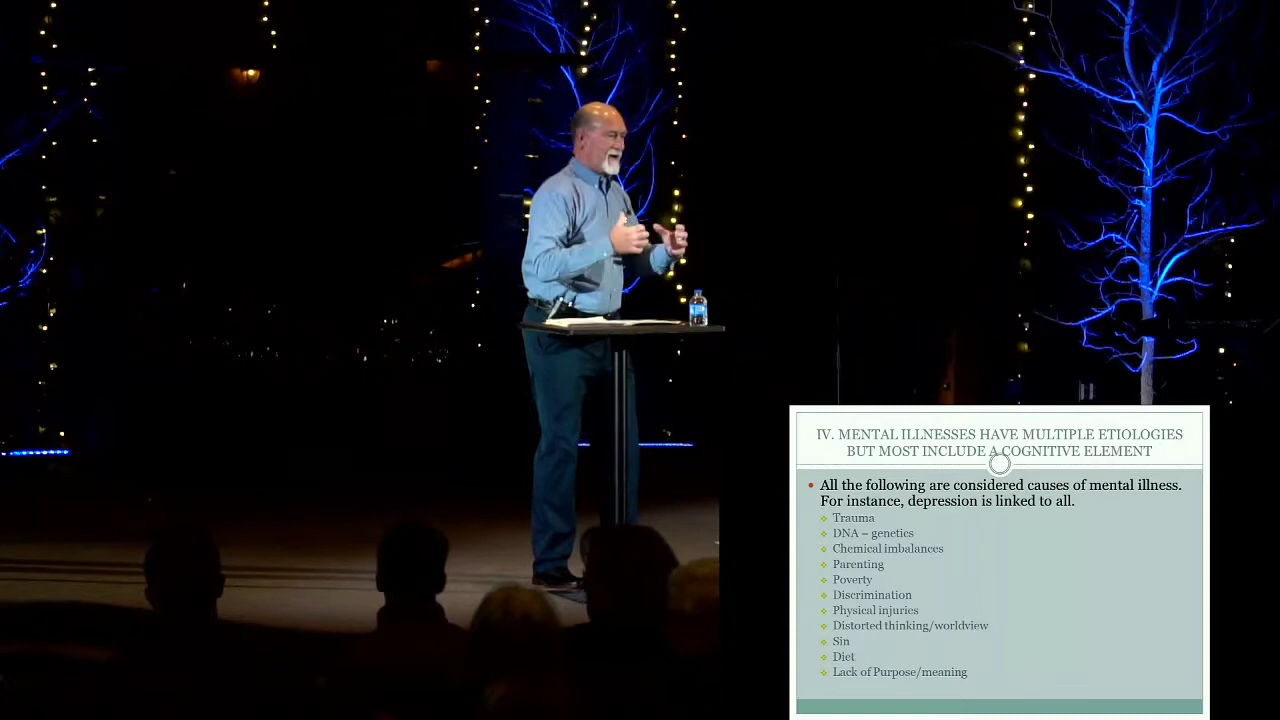 IV. MENTAL ILLNESSES HAVE MULTIPLE ETIOLOGIES
BUT MOST INCLUDE A COGNITIVE ELEMENT
All the following are considered causes of mental illness.
For instance, depression is linked to all.
Trauma
DNA – genetics
Chemical imbalances
Parenting
Poverty
Discrimination
Physical injuries
Distorted thinking/worldview
Sin
Diet
Lack of Purpose/meaning